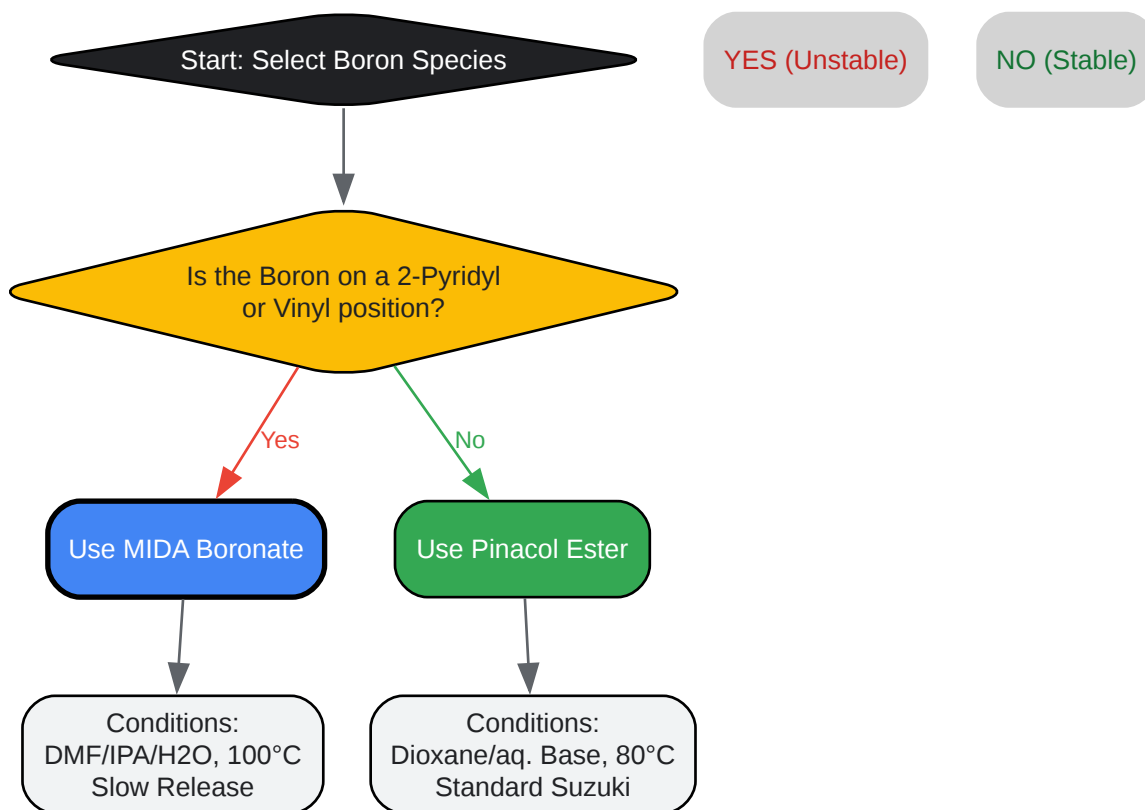 Start: Select Boron Species
YES (Unstable)
NO (Stable)
Is the Boron on a 2-Pyridyl
or Vinyl position?
Yes
No
Use MIDA Boronate
Use Pinacol Ester
Conditions:
DMF/IPA/H2O, 100°C
Slow Release
Conditions:
Dioxane/aq. Base, 80°C
Standard Suzuki